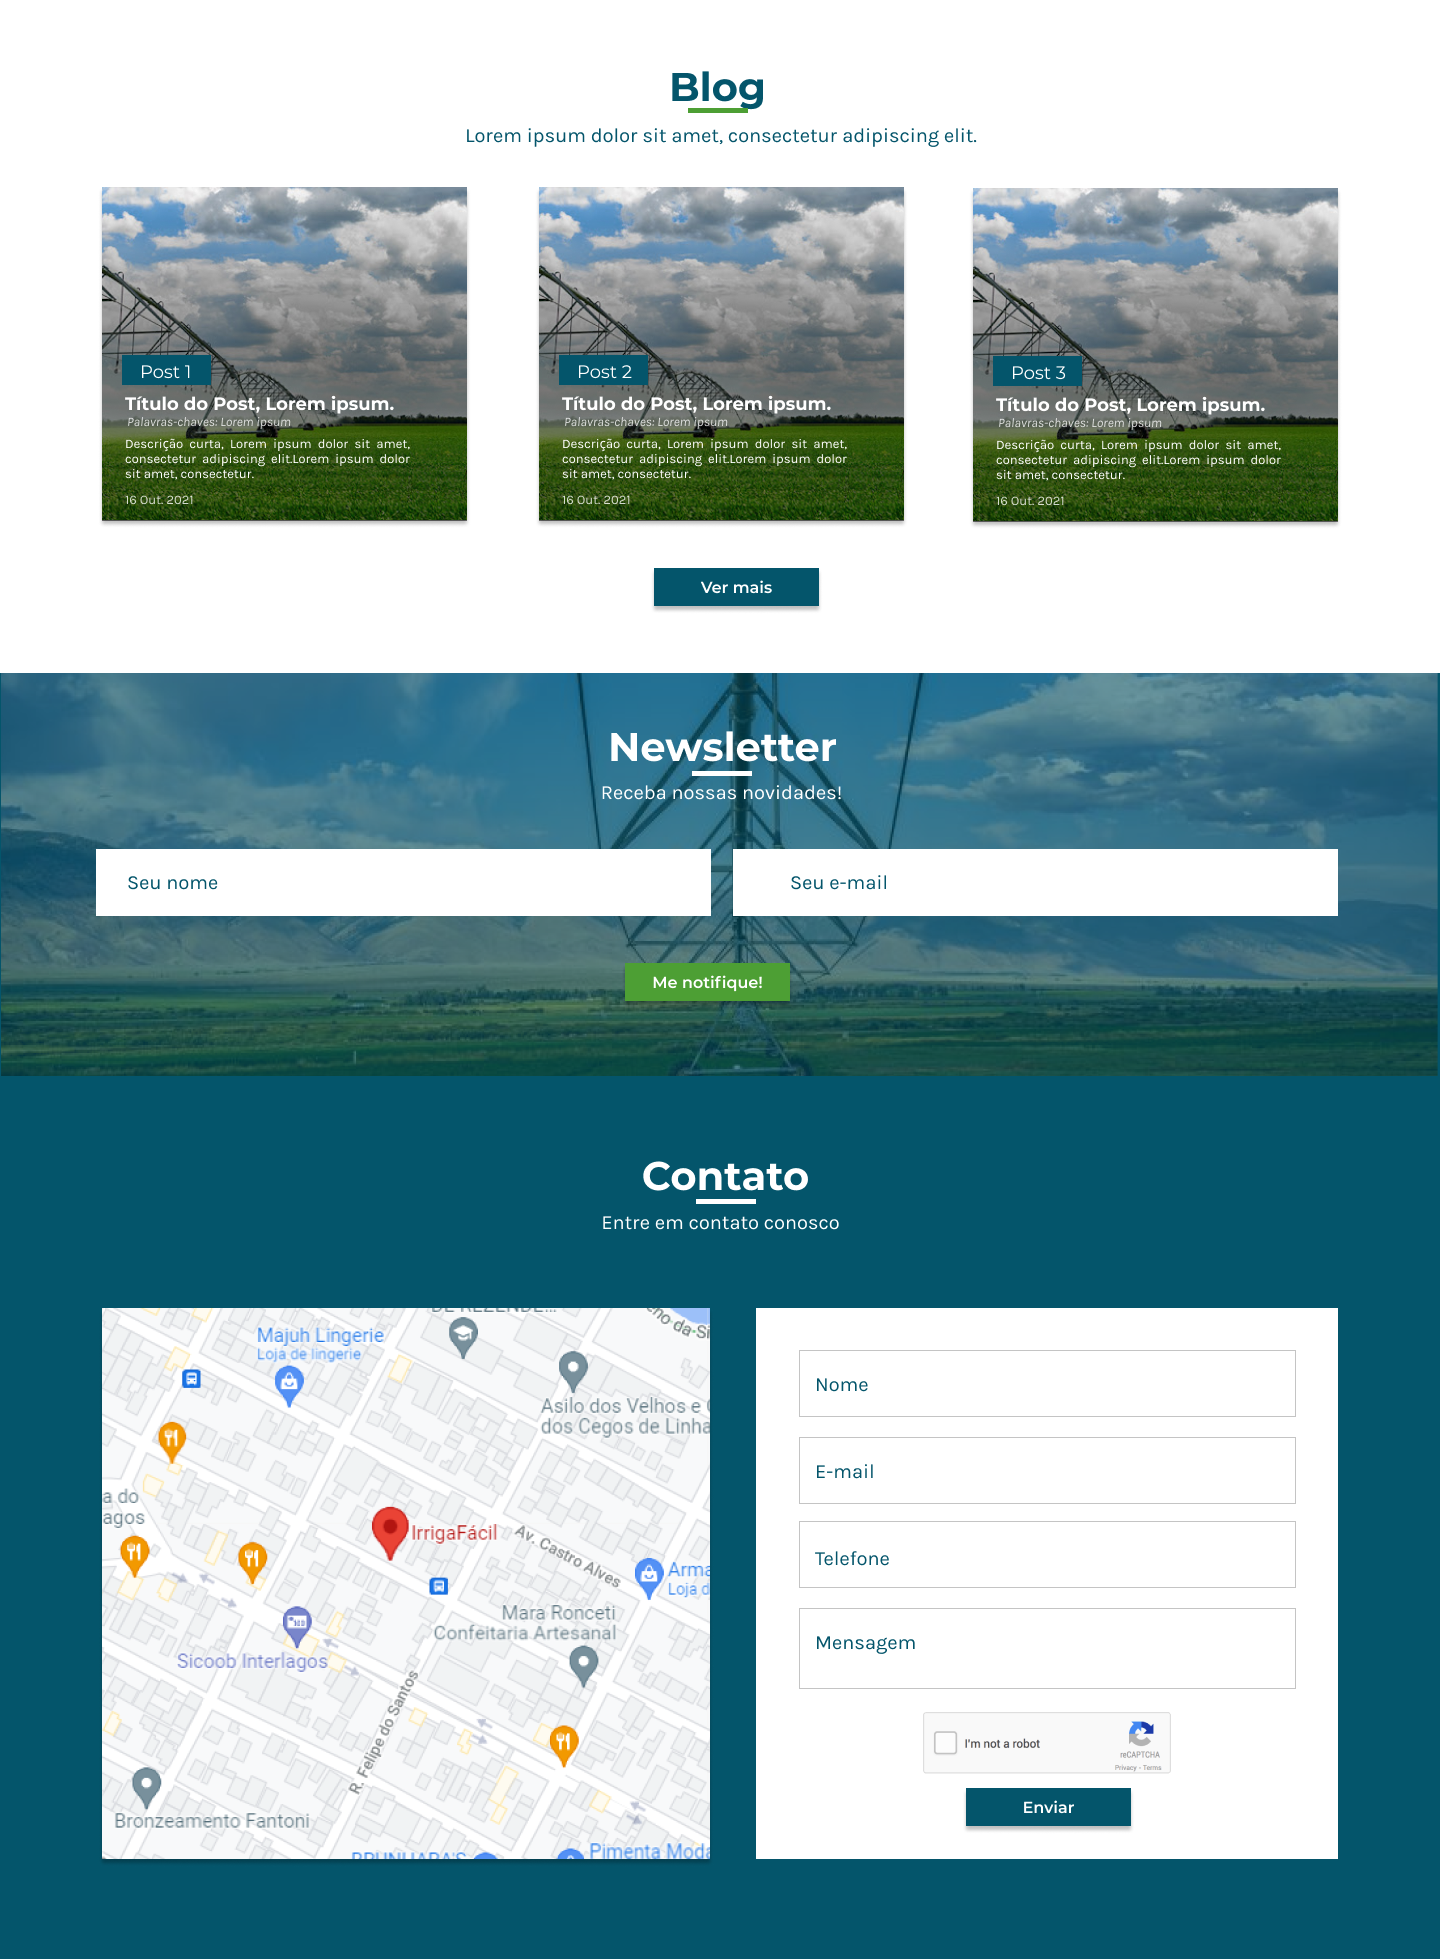 Blog
Lorem ipsum dolor sit amet, consectetur adipiscing elit.
Post 1
Título do Post, Lorem ipsum.
Palavras-chaves: Lorem ipsum
Descrição curta, Lorem ipsum dolor sit amet,
consectetur adipiscing elit.Lorem ipsum dolor
sit amet, consectetur.
16 Out. 2021
Post 2
Título do Post, Lorem ipsum.
Palavras-chaves: Lorem ipsum
Descrição curta, Lorem ipsum dolor sit amet,
consectetur adipiscing elit.Lorem ipsum dolor
sit amet, consectetur.
16 Out. 2021
Post 3
Título do Post, Lorem ipsum.
Palavras-chaves: Lorem ipsum
Descrição curta, Lorem ipsum dolor sit amet,
consectetur adipiscing elit.Lorem ipsum dolor
sit amet, consectetur.
16 Out. 2021
Ver mais
Newsletter
Receba nossas novidades!
Seu nome
Seu e-mail
Me notifique!
Contato
Entre em contato conosco
DE REZENDE...
eno da Si
Majuh Lingerie
Loja de lingerie
Asilo dos Velhos e
dos Cegos de Linha
a do
agos
IrrigaFácil
Av. Castro Alves
Arma
Loja d
Mara Ronceti
Confeitaria Artesanal
Sicoob Interlagos
R. Felipe do Santos
Bronzeamento Fantoni
Pimenta Moda
Nome
E-mail
Telefone
Mensagem
I'm not a robot
reCAPTCHA
Privacy - Terms
Enviar